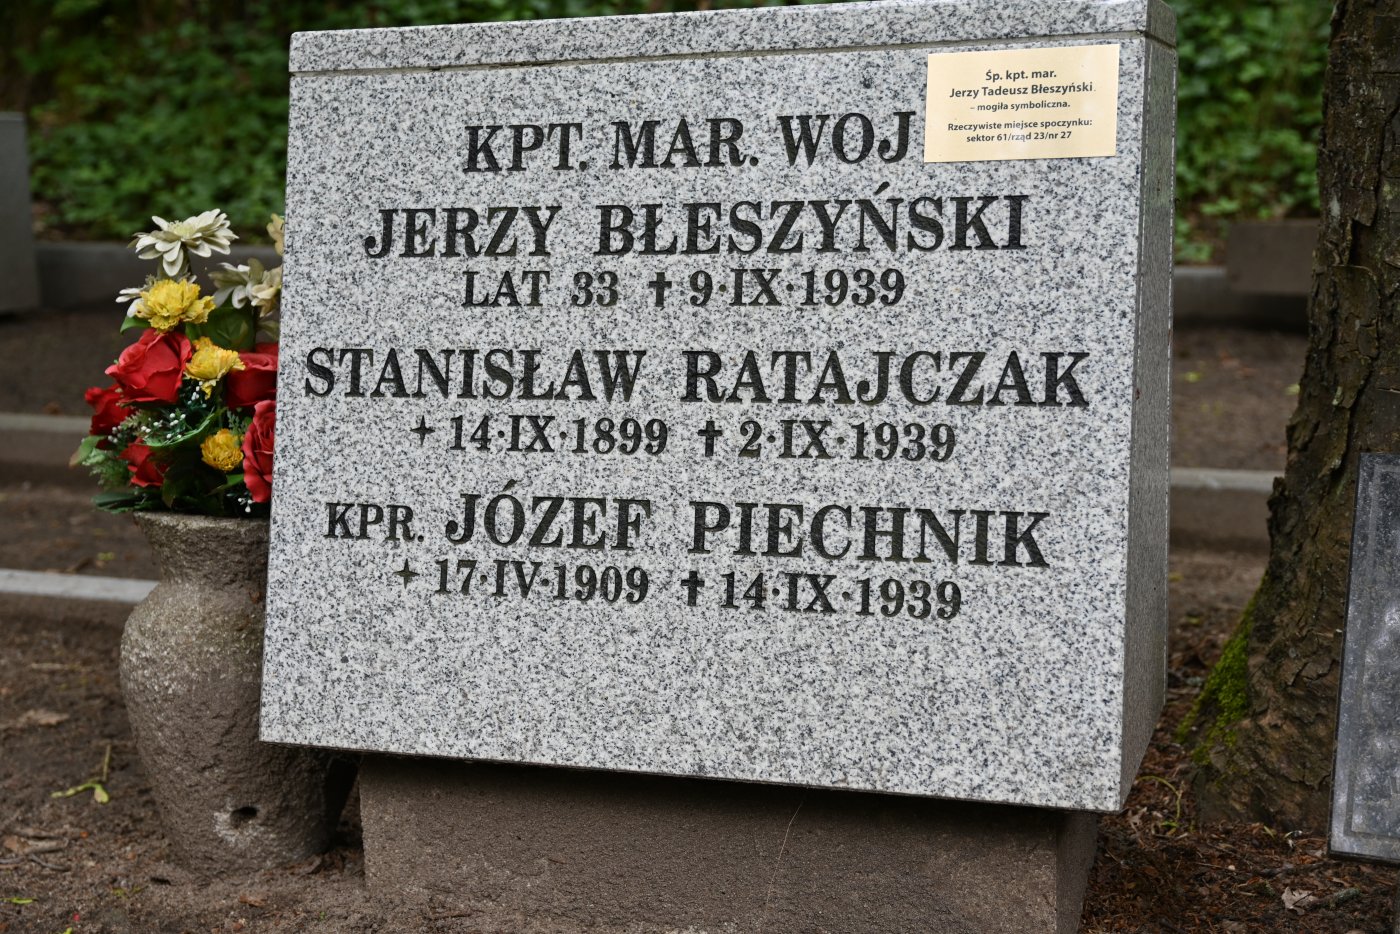 Śp. kpt. mar.
Jerzy Tadeusz Błeszyński
– mogiła symboliczna.
Rzeczywiste miejsce spoczynku:
sektor 61/rząd 23/nr 27
KPT. MAR. WOJ
JERZY BŁESZYŃSKI
LAT 33 ✝ 9·IX·1939
STANISŁAW RATAJCZAK
✦ 14·IX·1899 ✝ 2·IX·1939
KPR. JÓZEF PIECHNIK
✦ 17·IV·1909 ✝ 14·IX·1939